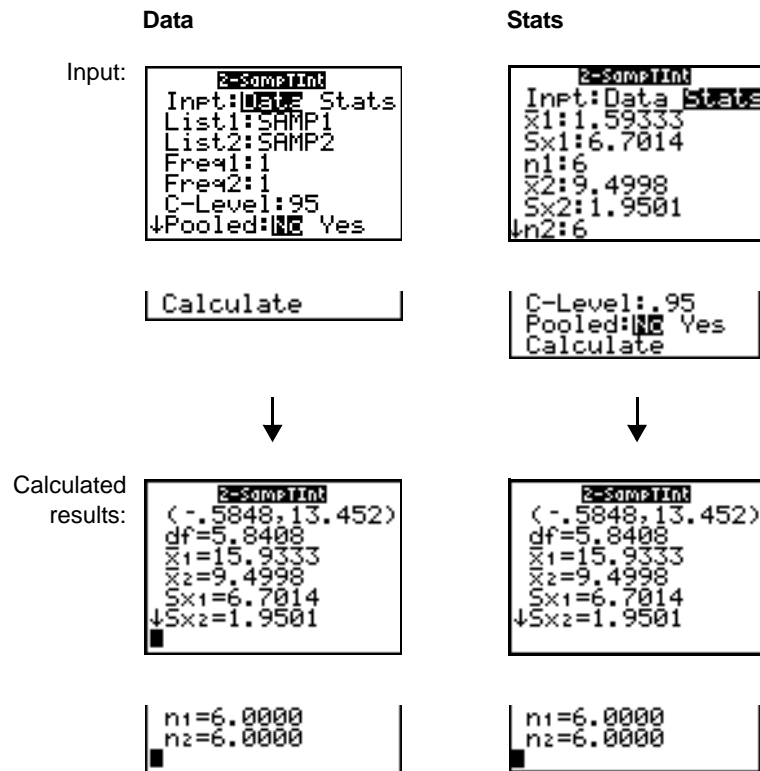 Data
Stats
Input:
2-SampTInt
Inpt:Data Stats
List1:SAMP1
List2:SAMP2
Freq1:1
Freq2:1
C-Level:95
↓Pooled:No Yes
Calculate
2-SampTInt
Inpt:Data Stats
x̄1:1.59333
Sx1:6.7014
n1:6
x̄2:9.4998
Sx2:1.9501
↓n2:6
C-Level:.95
Pooled:No Yes
Calculate
Calculated
results:
2-SampTInt
(-.5848,13.452)
df=5.8408
x̄1=15.9333
x̄2=9.4998
Sx1=6.7014
↓Sx2=1.9501
n1=6.0000
n2=6.0000
2-SampTInt
(-.5848,13.452)
df=5.8408
x̄1=15.9333
x̄2=9.4998
Sx1=6.7014
↓Sx2=1.9501
n1=6.0000
n2=6.0000